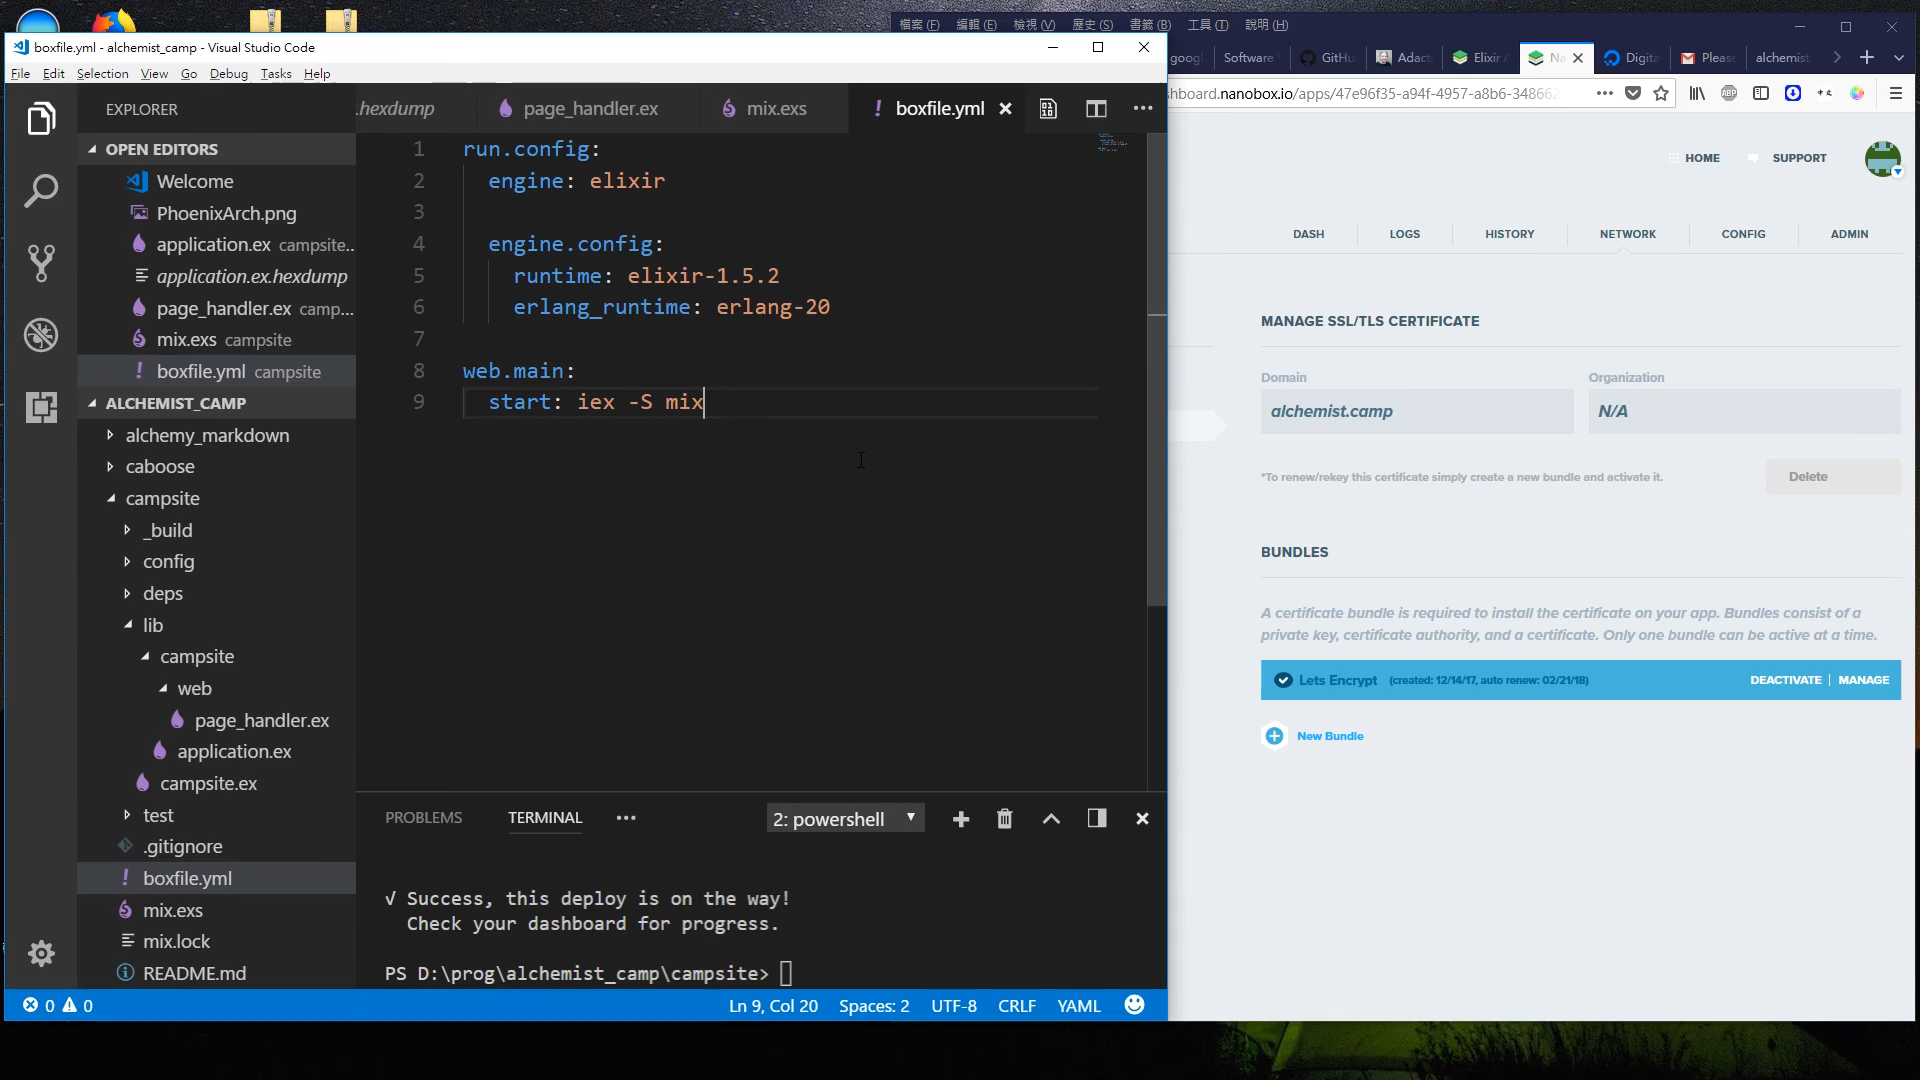 boxfile.yml - alchemist_camp - Visual Studio Code
File Edit Selection View Go Debug Tasks Help
EXPLORER
OPEN EDITORS
Welcome
PhoenixArch.png
application.ex campsite...
application.ex.hexdump
page_handler.ex camp...
mix.exs campsite
boxfile.yml campsite
ALCHEMIST_CAMP
alchemy_markdown
caboose
campsite
_build
config
deps
lib
campsite
web
page_handler.ex
application.ex
campsite.ex
test
.gitignore
boxfile.yml
mix.exs
mix.lock
README.md
.hexdump page_handler.ex mix.exs boxfile.yml
1 run.config:
2 engine: elixir
3
4 engine.config:
5 runtime: elixir-1.5.2
6 erlang_runtime: erlang-20
7
8 web.main:
9 start: iex -S mix
PROBLEMS TERMINAL 2: powershell
√ Success, this deploy is on the way!
Check your dashboard for progress.
PS D:\prog\alchemist_camp\campsite>
0 0 Ln 9, Col 20 Spaces: 2 UTF-8 CRLF YAML
檔案 (F) 編輯 (E) 檢視 (V) 歷史 (S) 書籤 (B) 工具 (T) 說明 (H)
goog Software GitHu Adact Elixir Na Digita Pleas alchemist
hboard.nanobox.io/apps/47e96f35-a94f-4957-a8b6-348662
HOME SUPPORT
DASH LOGS HISTORY NETWORK CONFIG ADMIN
MANAGE SSL/TLS CERTIFICATE
Domain Organization
alchemist.camp N/A
*To renew/rekey this certificate simply create a new bundle and activate it. Delete
BUNDLES
A certificate bundle is required to install the certificate on your app. Bundles consist of a
private key, certificate authority, and a certificate. Only one bundle can be active at a time.
Lets Encrypt (created: 12/14/17, auto renew: 02/21/18) DEACTIVATE | MANAGE
New Bundle